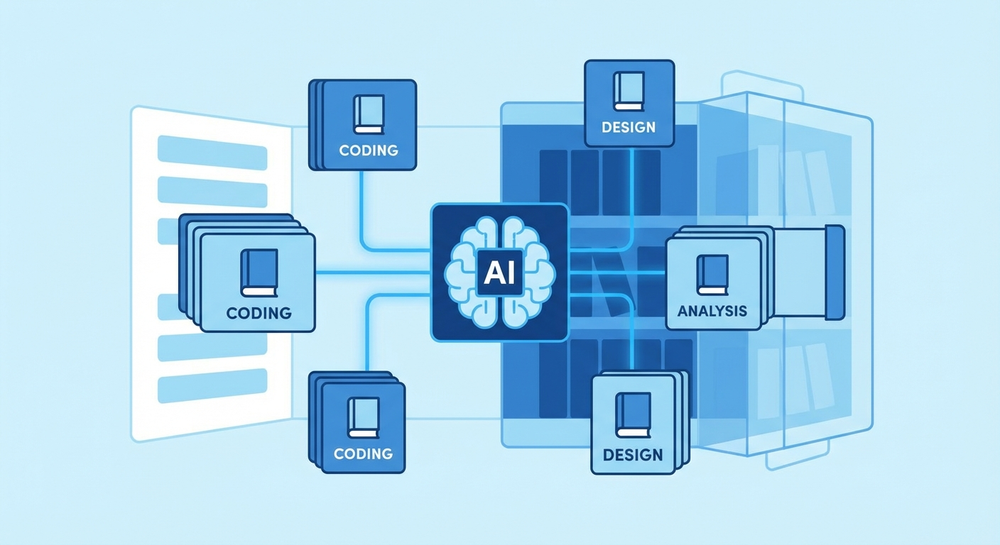 DESIGN
CODING
AI
CODING
ANALYSIS
CODING
DESIGN